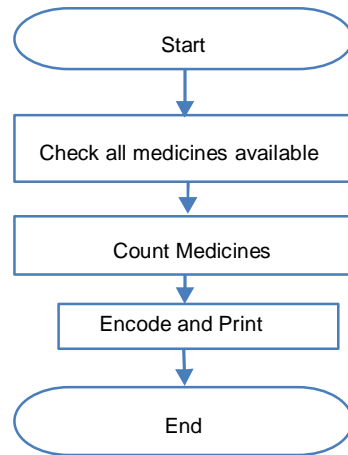 Start
Check all medicines available
Count Medicines
Encode and Print
End